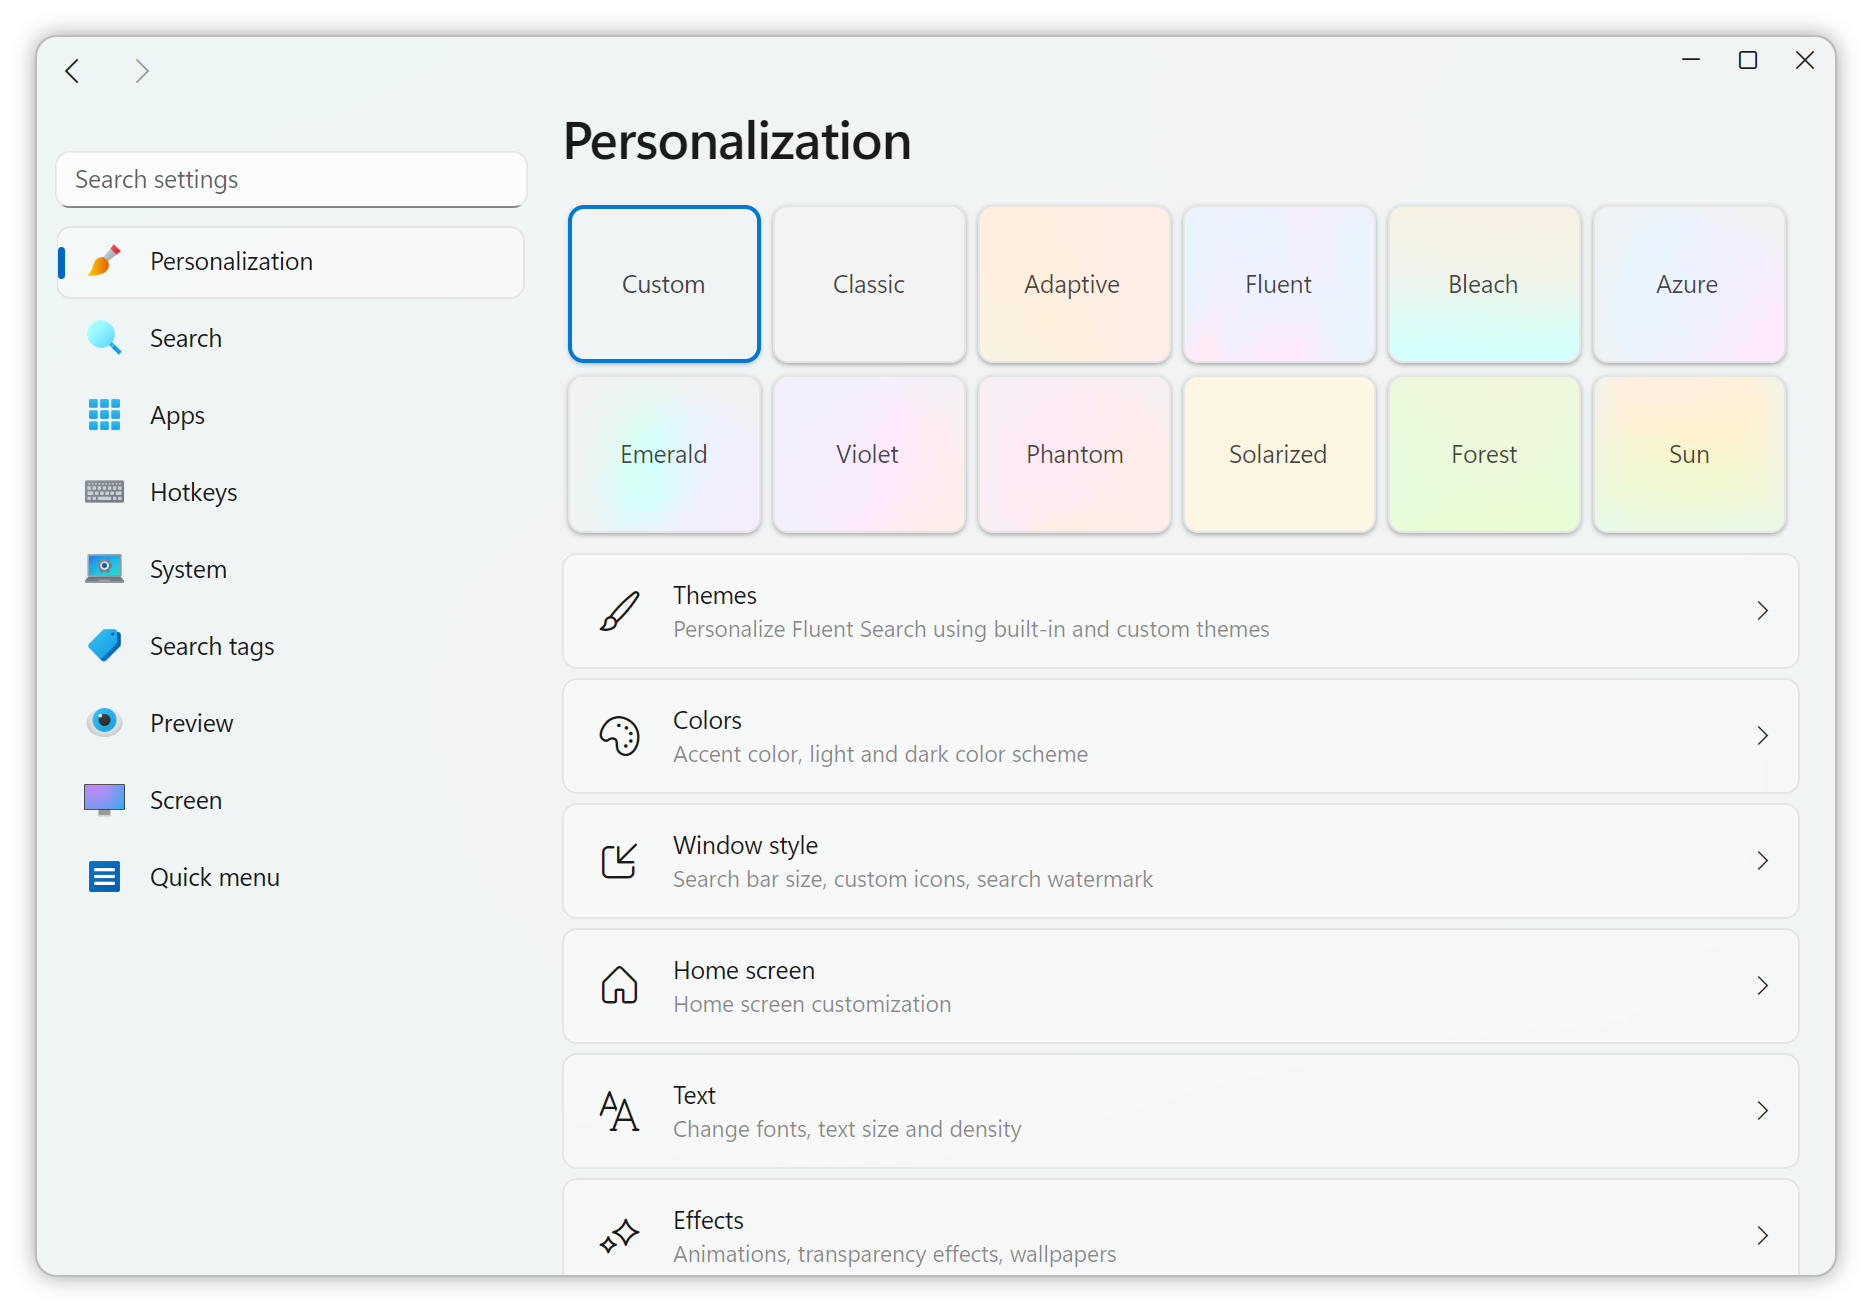 Personalization
Search settings
Personalization
Search
Apps
Hotkeys
System
Search tags
Preview
Screen
Quick menu
Custom
Classic
Adaptive
Fluent
Bleach
Azure
Emerald
Violet
Phantom
Solarized
Forest
Sun
Themes
Personalize Fluent Search using built-in and custom themes
Colors
Accent color, light and dark color scheme
Window style
Search bar size, custom icons, search watermark
Home screen
Home screen customization
Text
Change fonts, text size and density
Effects
Animations, transparency effects, wallpapers